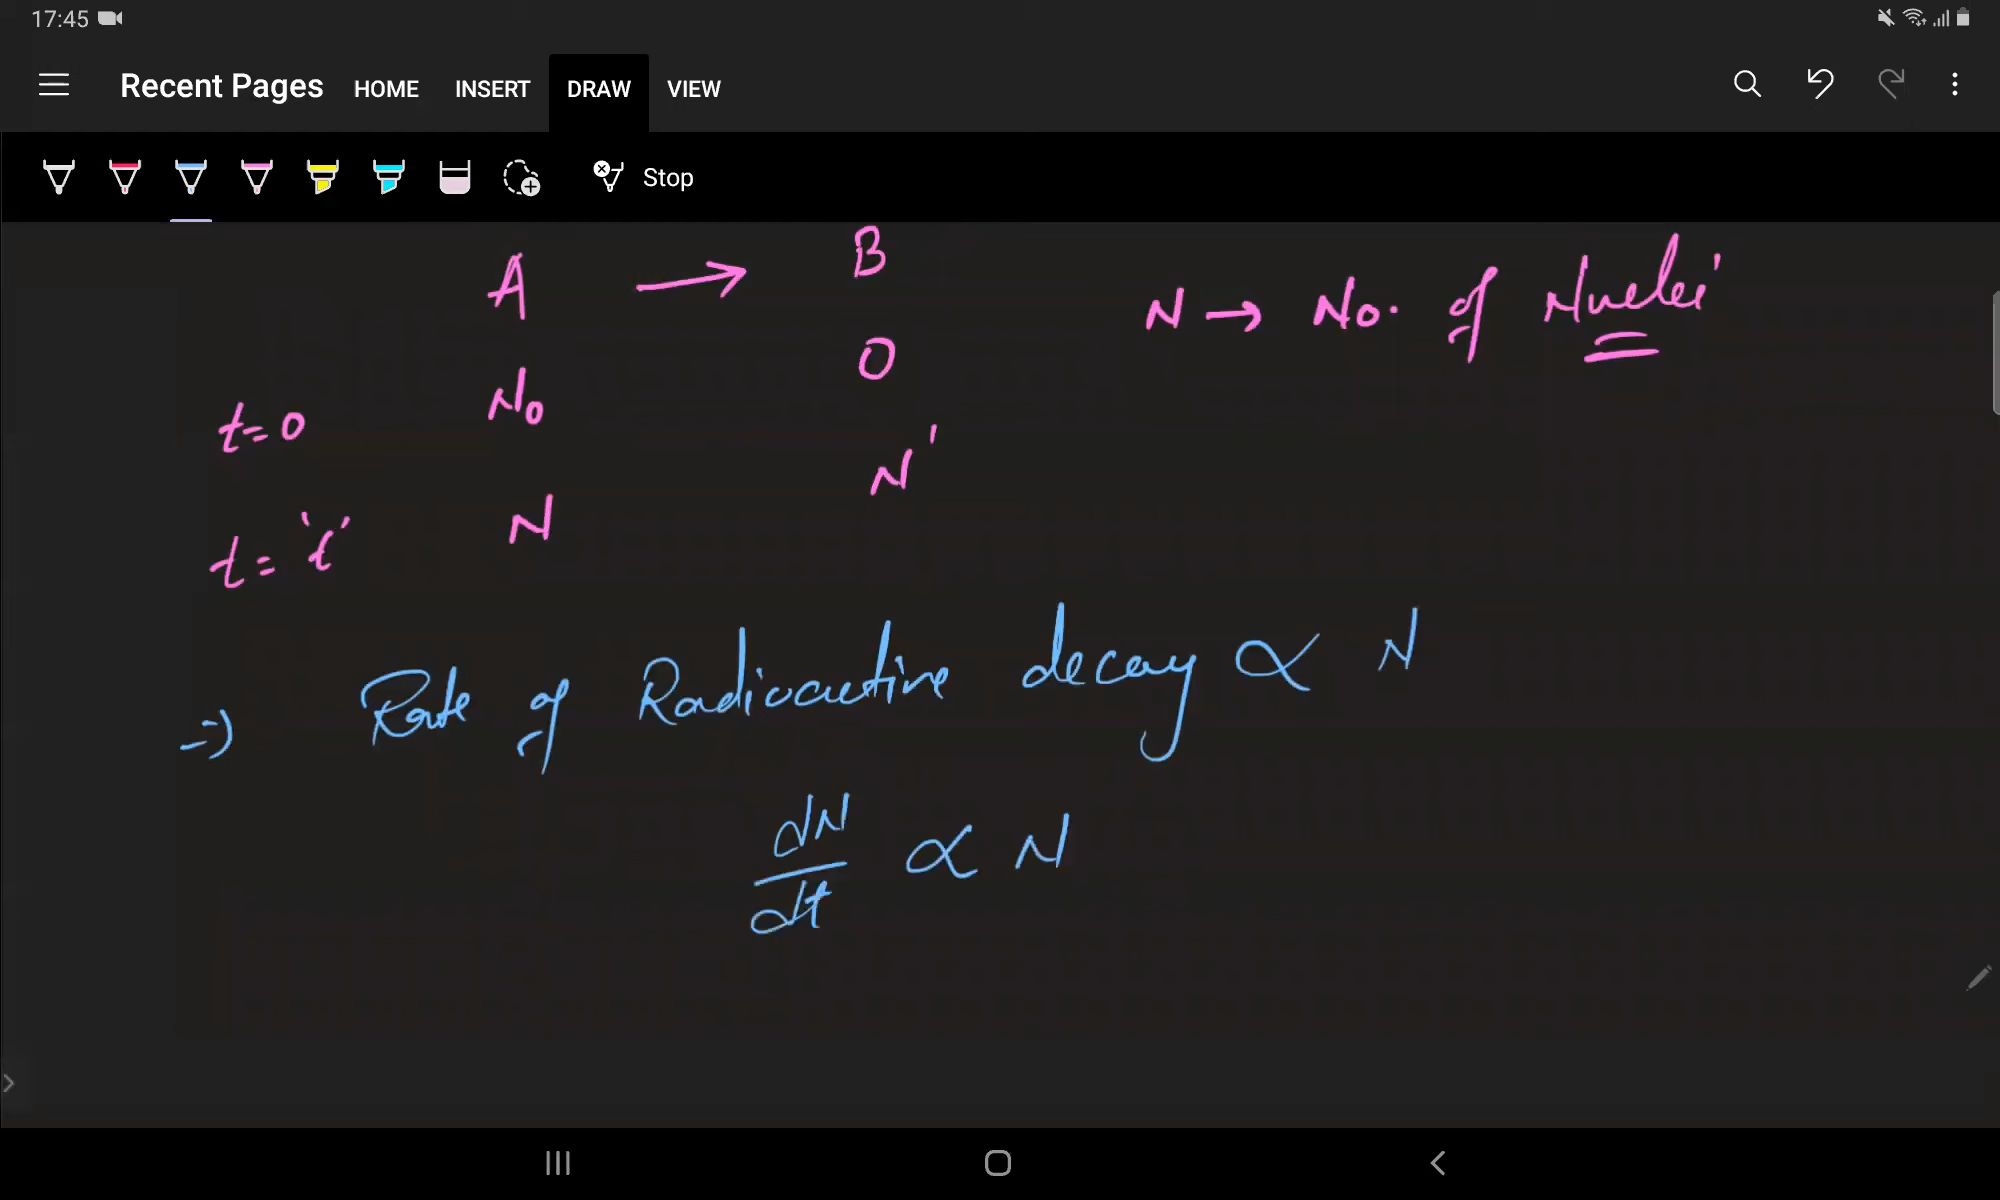 17:45
Recent Pages HOME INSERT DRAW VIEW
Stop
A → B N → No. of Nuclei
t=0 N₀ O
t='t' N N'
=) Rate of Radioactive decay ∝ N
dN/dt ∝ N